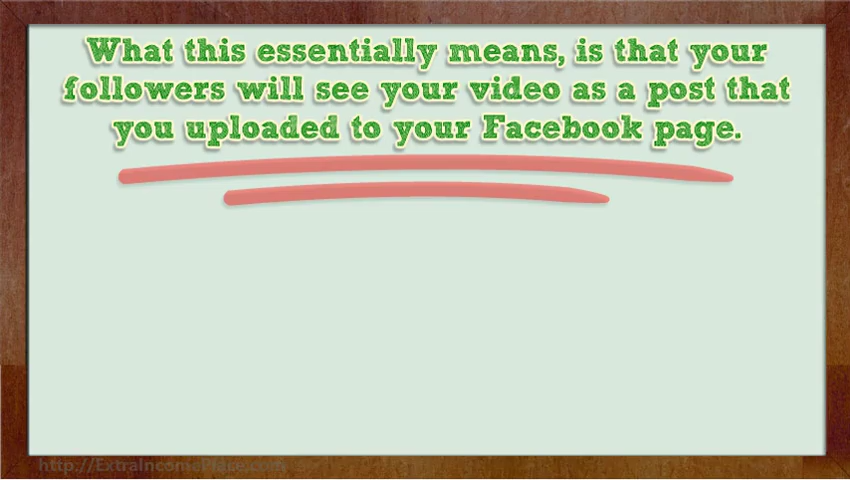 What this essentially means, is that your
followers will see your video as a post that
you uploaded to your Facebook page.
http://ExtraIncomePlace.com